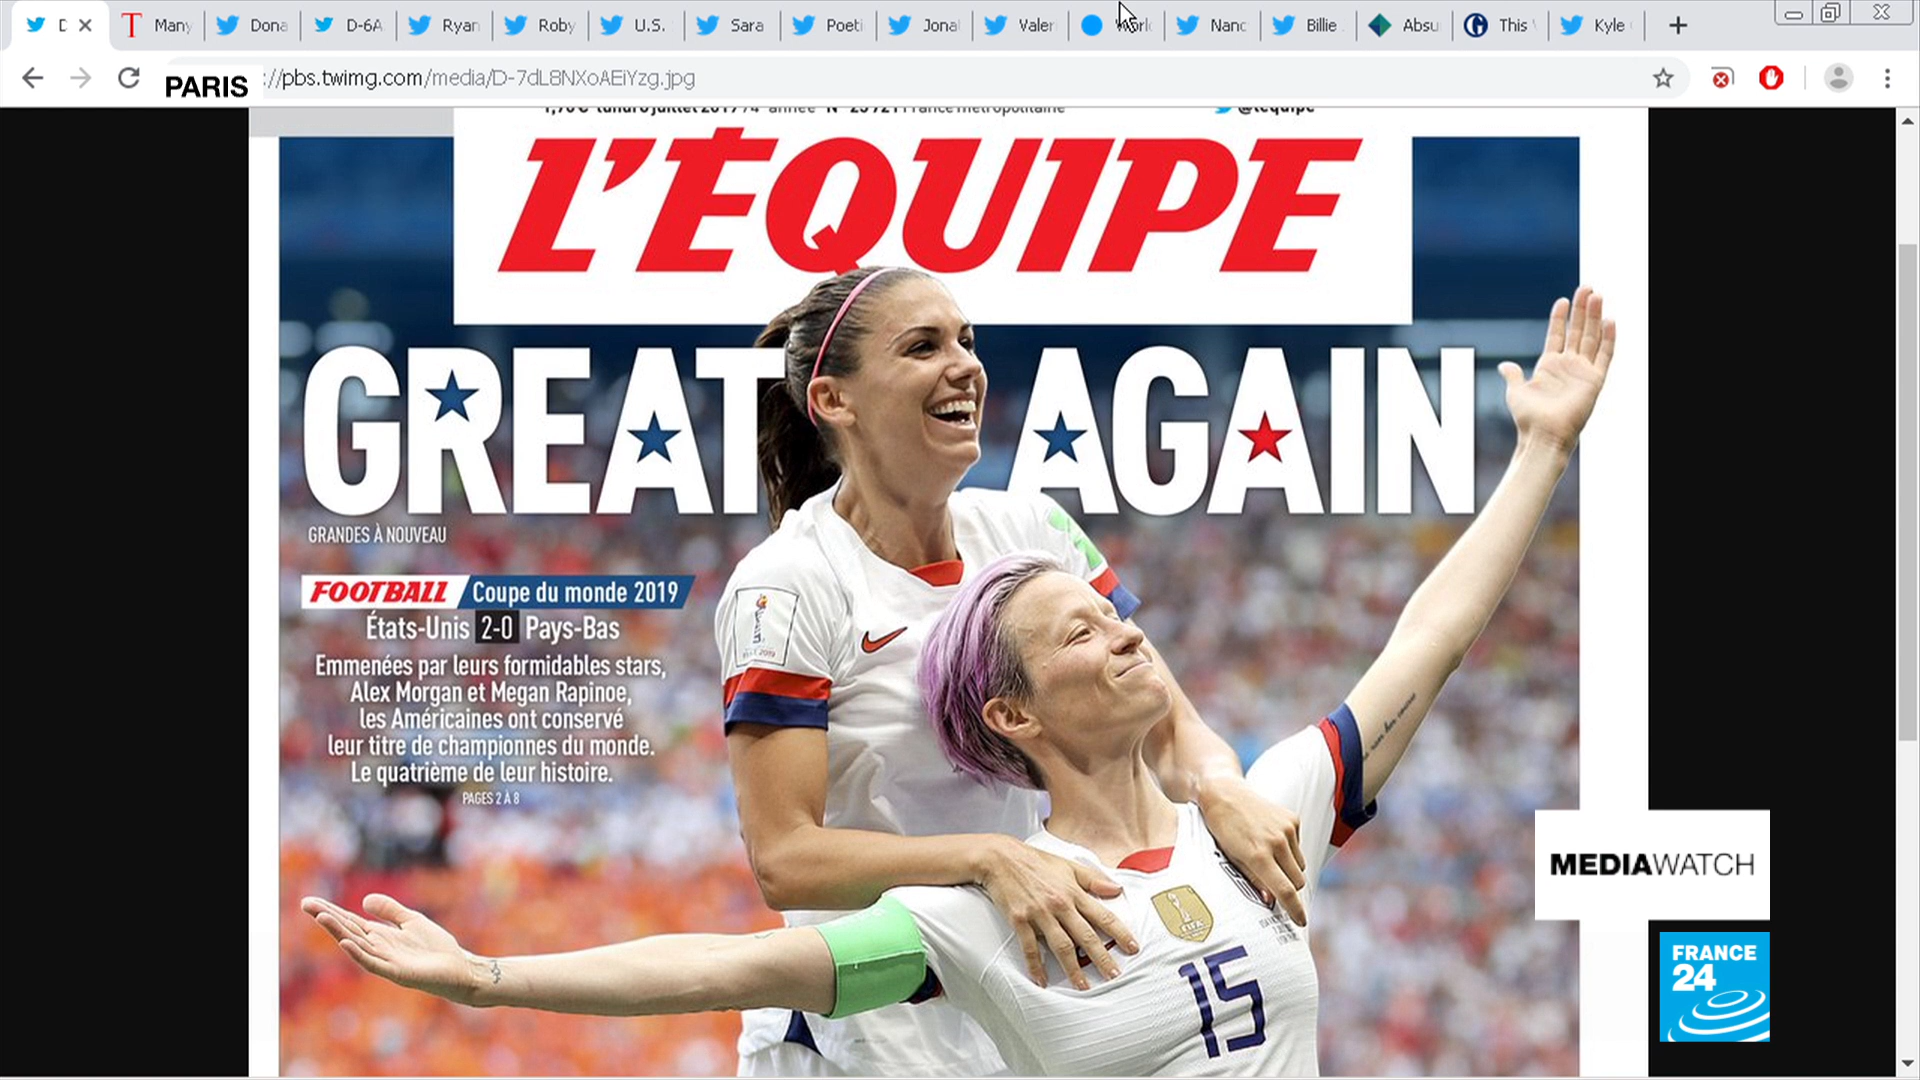 D
Many
Dona
D-6A
Ryan
Roby
U.S.
Sara
Poeti
Jona
Valer
Worl
Nanc
Billie
Absu
This
Kyle
PARIS
://pbs.twimg.com/media/D-7dL8NXoAEiYzg.jpg
@lequipe
L'ÉQUIPE
GREAT AGAIN
GRANDES À NOUVEAU
FOOTBALL Coupe du monde 2019
États-Unis 2-0 Pays-Bas
Emmenées par leurs formidables stars,
Alex Morgan et Megan Rapinoe,
les Américaines ont conservé
leur titre de championnes du monde.
Le quatrième de leur histoire.
PAGES 2 À 8
FIFA
15
MEDIAWATCH
FRANCE
24